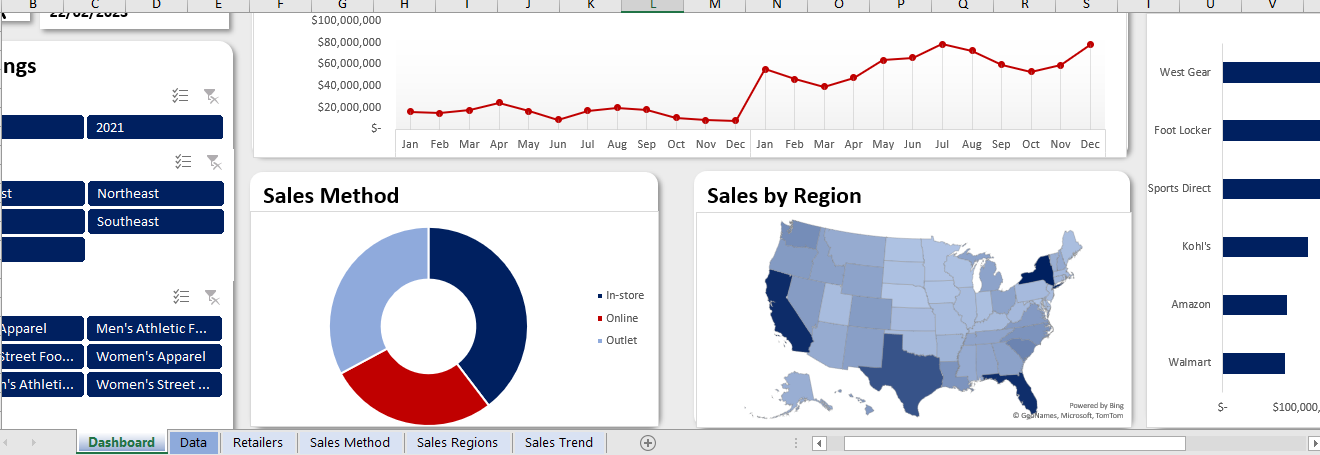 B C D E F G H I J K L M N O P Q R S T U V
22/02/2023
ngs
2021
st
Northeast
Southeast
Apparel
Men's Athletic F...
Street Foo...
Women's Apparel
n's Athleti...
Women's Street ...
$100,000,000
$80,000,000
$60,000,000
$40,000,000
$20,000,000
$-
Jan Feb Mar Apr May Jun Jul Aug Sep Oct Nov Dec Jan Feb Mar Apr May Jun Jul Aug Sep Oct Nov Dec
Sales Method
In-store
Online
Outlet
Sales by Region
Powered by Bing
© GeoNames, Microsoft, TomTom
West Gear
Foot Locker
Sports Direct
Kohl's
Amazon
Walmart
$- $100,000,
Dashboard Data Retailers Sales Method Sales Regions Sales Trend